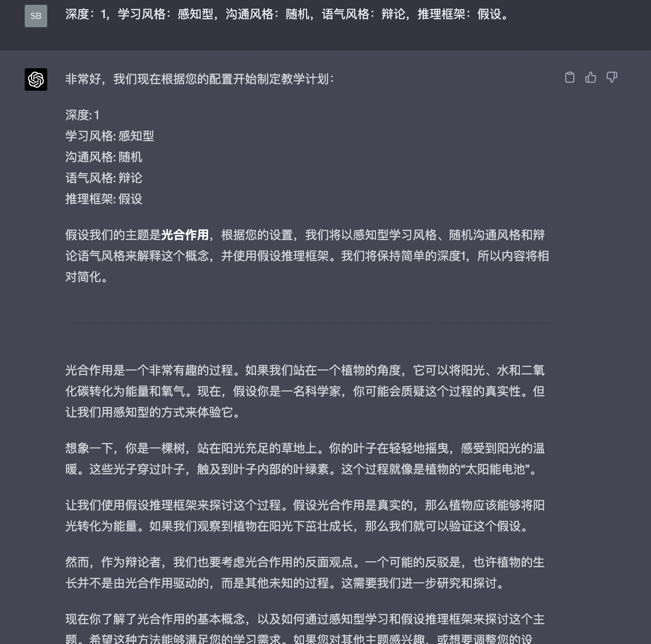 SB
深度：1，学习风格：感知型，沟通风格：随机，语气风格：辩论，推理框架：假设。
非常好，我们现在根据您的配置开始制定教学计划：
深度: 1
学习风格: 感知型
沟通风格: 随机
语气风格: 辩论
推理框架: 假设
假设我们的主题是光合作用，根据您的设置，我们将以感知型学习风格、随机沟通风格和辩
论语气风格来解释这个概念，并使用假设推理框架。我们将保持简单的深度1，所以内容将相
对简化。
光合作用是一个非常有趣的过程。如果我们站在一个植物的角度，它可以将阳光、水和二氧
化碳转化为能量和氧气。现在，假设你是一名科学家，你可能会质疑这个过程的真实性。但
让我们用感知型的方式来体验它。
想象一下，你是一棵树，站在阳光充足的草地上。你的叶子在轻轻地摇曳，感受到阳光的温
暖。这些光子穿过叶子，触及到叶子内部的叶绿素。这个过程就像是植物的“太阳能电池”。
让我们使用假设推理框架来探讨这个过程。假设光合作用是真实的，那么植物应该能够将阳
光转化为能量。如果我们观察到植物在阳光下茁壮成长，那么我们就可以验证这个假设。
然而，作为辩论者，我们也要考虑光合作用的反面观点。一个可能的反驳是，也许植物的生
长并不是由光合作用驱动的，而是其他未知的过程。这需要我们进一步研究和探讨。
现在你了解了光合作用的基本概念，以及如何通过感知型学习和假设推理框架来探讨这个主
题。希望这种方法能够满足您的学习需求。如果您对其他主题感兴趣，或想要调整您的设